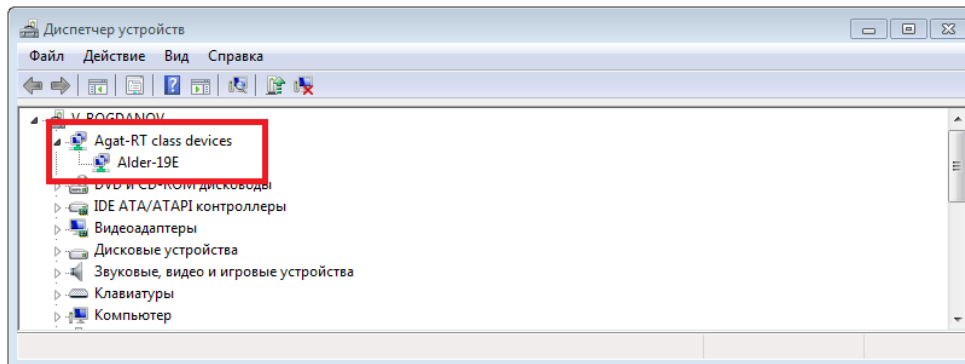 Диспетчер устройств
Файл Действие Вид Справка
V_BOGDANOV
Agat-RT class devices
Alder-19E
DVD и CD-ROM дисководы
IDE ATA/ATAPI контроллеры
Видеоадаптеры
Дисковые устройства
Звуковые, видео и игровые устройства
Клавиатуры
Компьютер